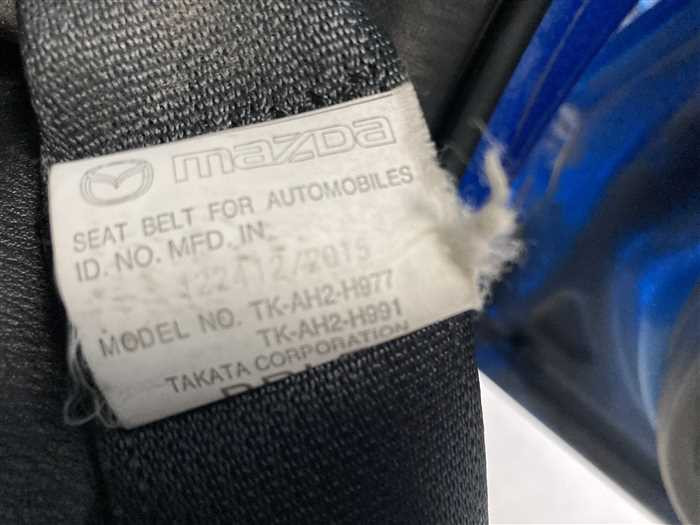 mazda
SEAT BELT FOR AUTOMOBILES
ID. NO. MFD. IN.
12/2015
MODEL NO. TK-AH2-H977
TK-AH2-H991
TAKATA CORPORATION